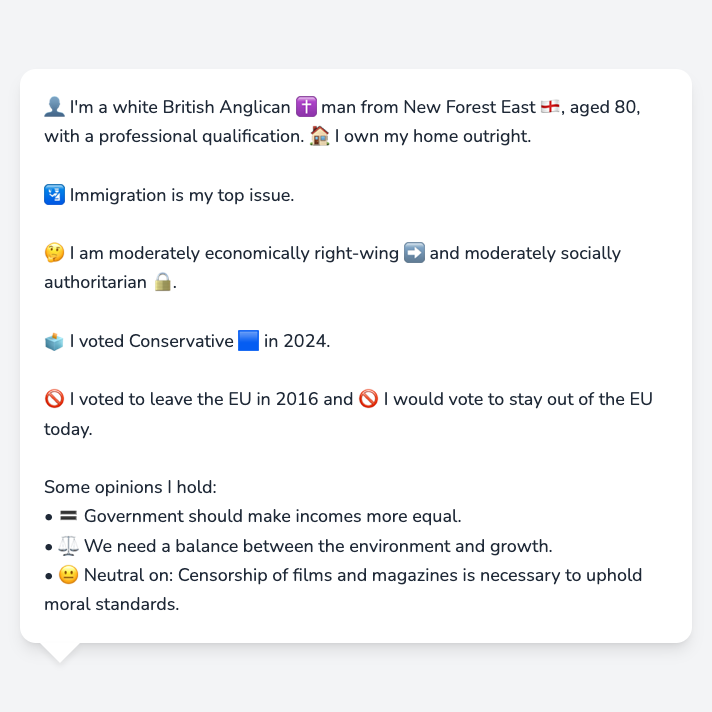 👤 I'm a white British Anglican ✝️ man from New Forest East 🏴󠁧󠁢󠁥󠁮󠁧󠁿, aged 80,
with a professional qualification. 🏠 I own my home outright.
🛂 Immigration is my top issue.
🤔 I am moderately economically right-wing ➡️ and moderately socially
authoritarian 🔒.
🗳️ I voted Conservative 🟦 in 2024.
🚫 I voted to leave the EU in 2016 and 🚫 I would vote to stay out of the EU
today.
Some opinions I hold:
• 🟰 Government should make incomes more equal.
• ⚖️ We need a balance between the environment and growth.
• 😐 Neutral on: Censorship of films and magazines is necessary to uphold
moral standards.